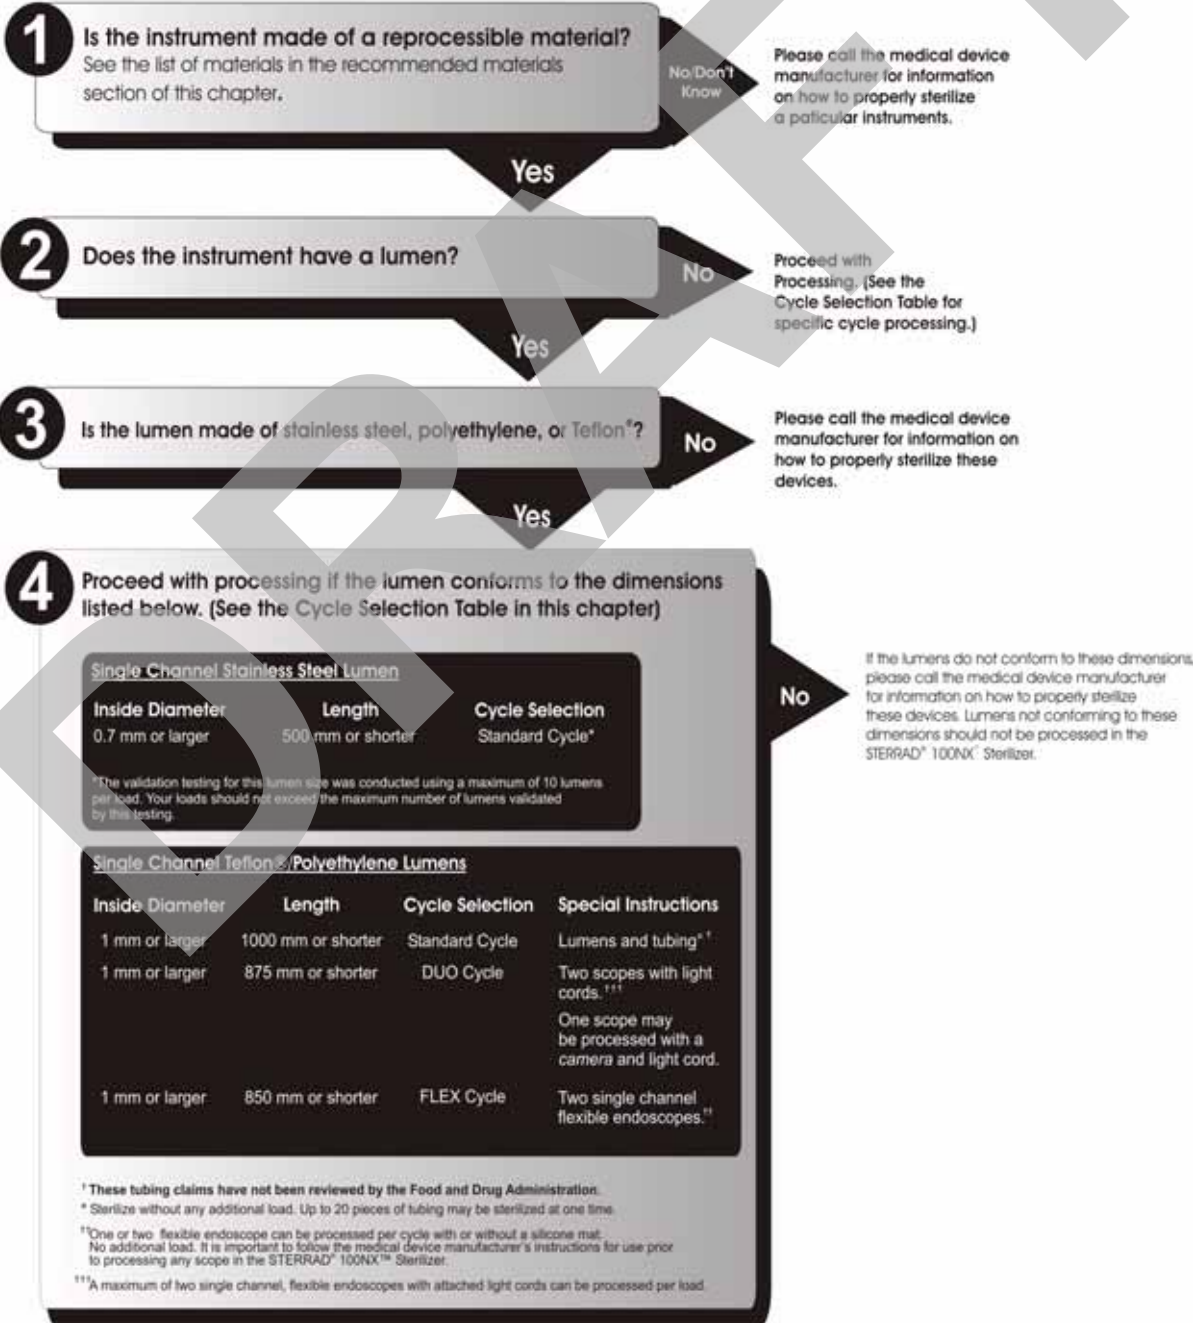 1
Is the instrument made of a reprocessible material?
See the list of materials in the recommended materials
section of this chapter.
No/Don't
Know
Please call the medical device
manufacturer for information
on how to properly sterilize
a paticular instruments.
Yes
2
Does the instrument have a lumen?
No
Proceed with
Processing. (See the
Cycle Selection Table for
specific cycle processing.)
Yes
3
Is the lumen made of stainless steel, polyethylene, or Teflon®?
No
Please call the medical device
manufacturer for information on
how to properly sterilize these
devices.
Yes
4
Proceed with processing if the lumen conforms to the dimensions
listed below. (See the Cycle Selection Table in this chapter)
Single Channel Stainless Steel Lumen
Inside Diameter Length Cycle Selection
0.7 mm or larger 500 mm or shorter Standard Cycle*
*The validation testing for this lumen size was conducted using a maximum of 10 lumens
per load. Your loads should not exceed the maximum number of lumens validated
by this testing.
No
If the lumens do not conform to these dimensions,
please call the medical device manufacturer
for information on how to properly sterilize
these devices. Lumens not conforming to these
dimensions should not be processed in the
STERRAD® 100NX™ Sterilizer.
Single Channel Teflon®/Polyethylene Lumens
Inside Diameter Length Cycle Selection Special Instructions
1 mm or larger 1000 mm or shorter Standard Cycle Lumens and tubing* †
1 mm or larger 875 mm or shorter DUO Cycle Two scopes with light
cords.†††
One scope may
be processed with a
camera and light cord.
1 mm or larger 850 mm or shorter FLEX Cycle Two single channel
flexible endoscopes.††
† These tubing claims have not been reviewed by the Food and Drug Administration.
* Sterilize without any additional load. Up to 20 pieces of tubing may be sterilized at one time.
††One or two flexible endoscope can be processed per cycle with or without a silicone mat.
No additional load. It is important to follow the medical device manufacturer's instructions for use prior
to processing any scope in the STERRAD® 100NX™ Sterilizer.
†††A maximum of two single channel, flexible endoscopes with attached light cords can be processed per load.
DRAFT